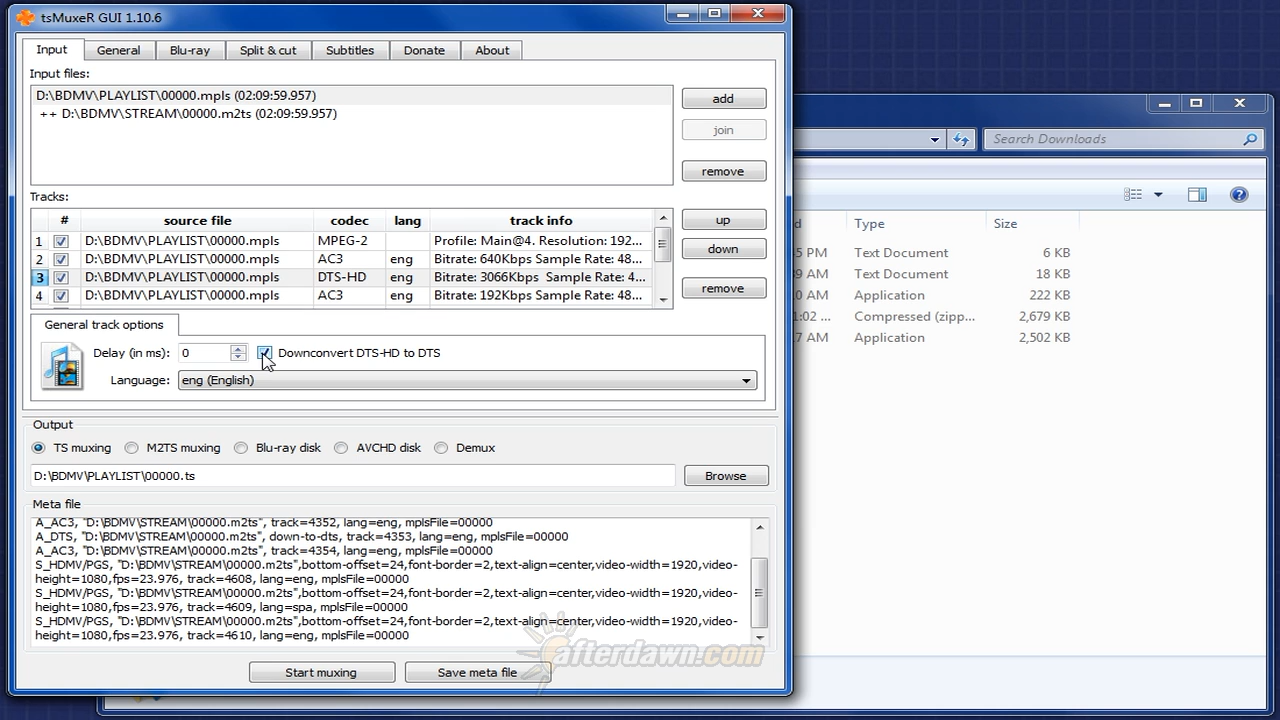 tsMuxeR GUI 1.10.6
Input General Blu-ray Split & cut Subtitles Donate About
Input files:
D:\BDMV\PLAYLIST\00000.mpls (02:09:59.957)
++ D:\BDMV\STREAM\00000.m2ts (02:09:59.957)
add
join
remove
Tracks:
# source file codec lang track info
1 D:\BDMV\PLAYLIST\00000.mpls MPEG-2 Profile: Main@4. Resolution: 192...
2 D:\BDMV\PLAYLIST\00000.mpls AC3 eng Bitrate: 640Kbps Sample Rate: 48...
3 D:\BDMV\PLAYLIST\00000.mpls DTS-HD eng Bitrate: 3066Kbps Sample Rate: 4...
4 D:\BDMV\PLAYLIST\00000.mpls AC3 eng Bitrate: 192Kbps Sample Rate: 48...
up
down
remove
General track options
Delay (in ms): 0 Downconvert DTS-HD to DTS
Language: eng (English)
Output
TS muxing M2TS muxing Blu-ray disk AVCHD disk Demux
D:\BDMV\PLAYLIST\00000.ts Browse
Meta file
A_AC3, "D:\BDMV\STREAM\00000.m2ts", track=4352, lang=eng, mplsFile=00000
A_DTS, "D:\BDMV\STREAM\00000.m2ts", down-to-dts, track=4353, lang=eng, mplsFile=00000
A_AC3, "D:\BDMV\STREAM\00000.m2ts", track=4354, lang=eng, mplsFile=00000
S_HDMV/PGS, "D:\BDMV\STREAM\00000.m2ts",bottom-offset=24,font-border=2,text-align=center,video-width=1920,video-
height=1080,fps=23.976, track=4608, lang=eng, mplsFile=00000
S_HDMV/PGS, "D:\BDMV\STREAM\00000.m2ts",bottom-offset=24,font-border=2,text-align=center,video-width=1920,video-
height=1080,fps=23.976, track=4609, lang=spa, mplsFile=00000
S_HDMV/PGS, "D:\BDMV\STREAM\00000.m2ts",bottom-offset=24,font-border=2,text-align=center,video-width=1920,video-
height=1080,fps=23.976, track=4610, lang=eng, mplsFile=00000
afterdawn.com
Start muxing Save meta file
Search Downloads
Type Size
PM Text Document 6 KB
AM Text Document 18 KB
AM Application 222 KB
Compressed (zipp... 2,679 KB
AM Application 2,502 KB